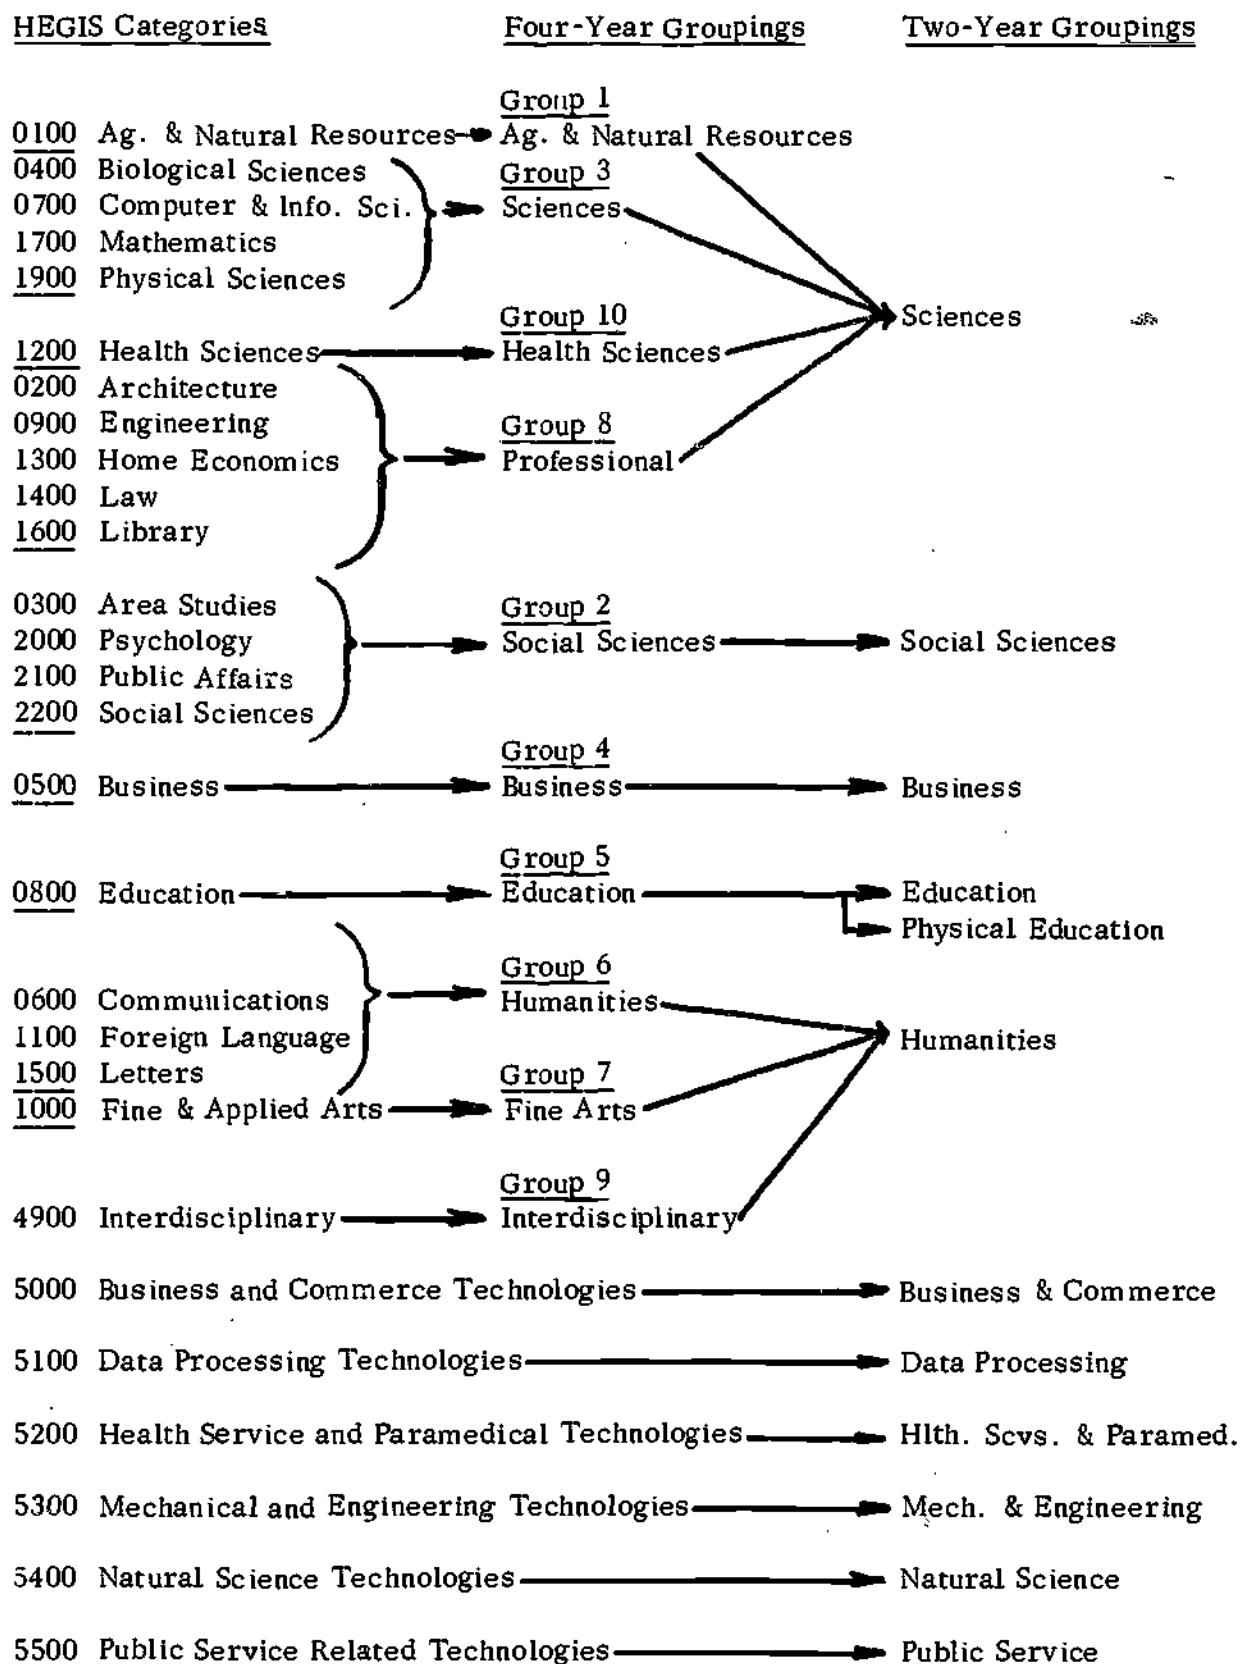 HEGIS Categories Four-Year Groupings Two-Year Groupings
Group 1
0100 Ag. & Natural Resources Ag. & Natural Resources
0400 Biological Sciences Group 3
0700 Computer & Info. Sci. Sciences
1700 Mathematics
1900 Physical Sciences
Group 10 Sciences
1200 Health Sciences Health Sciences
0200 Architecture
0900 Engineering Group 8
1300 Home Economics Professional
1400 Law
1600 Library
0300 Area Studies Group 2
2000 Psychology Social Sciences Social Sciences
2100 Public Affairs
2200 Social Sciences
Group 4
0500 Business Business Business
Group 5
0800 Education Education Education
Physical Education
Group 6
0600 Communications Humanities
1100 Foreign Language Humanities
1500 Letters Group 7
1000 Fine & Applied Arts Fine Arts
Group 9
4900 Interdisciplinary Interdisciplinary
5000 Business and Commerce Technologies Business & Commerce
5100 Data Processing Technologies Data Processing
5200 Health Service and Paramedical Technologies Hlth. Scvs. & Paramed.
5300 Mechanical and Engineering Technologies Mech. & Engineering
5400 Natural Science Technologies Natural Science
5500 Public Service Related Technologies Public Service